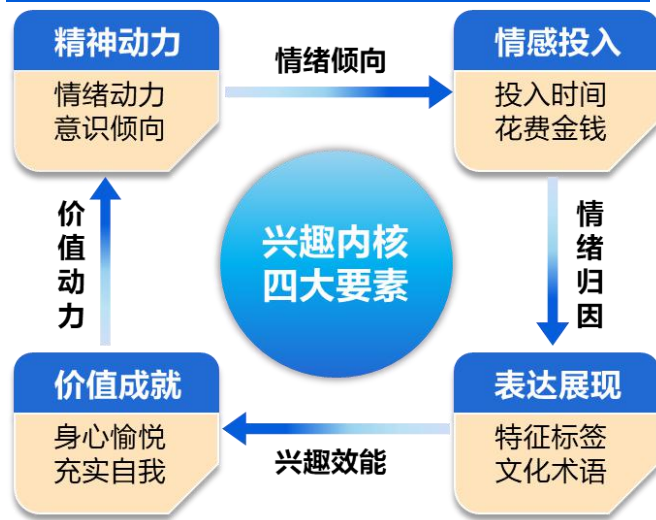 精神动力
情绪动力
意识倾向
情绪倾向
情感投入
投入时间
花费金钱
价值动力
兴趣内核
四大要素
情绪归因
价值成就
身心愉悦
充实自我
兴趣效能
表达展现
特征标签
文化术语